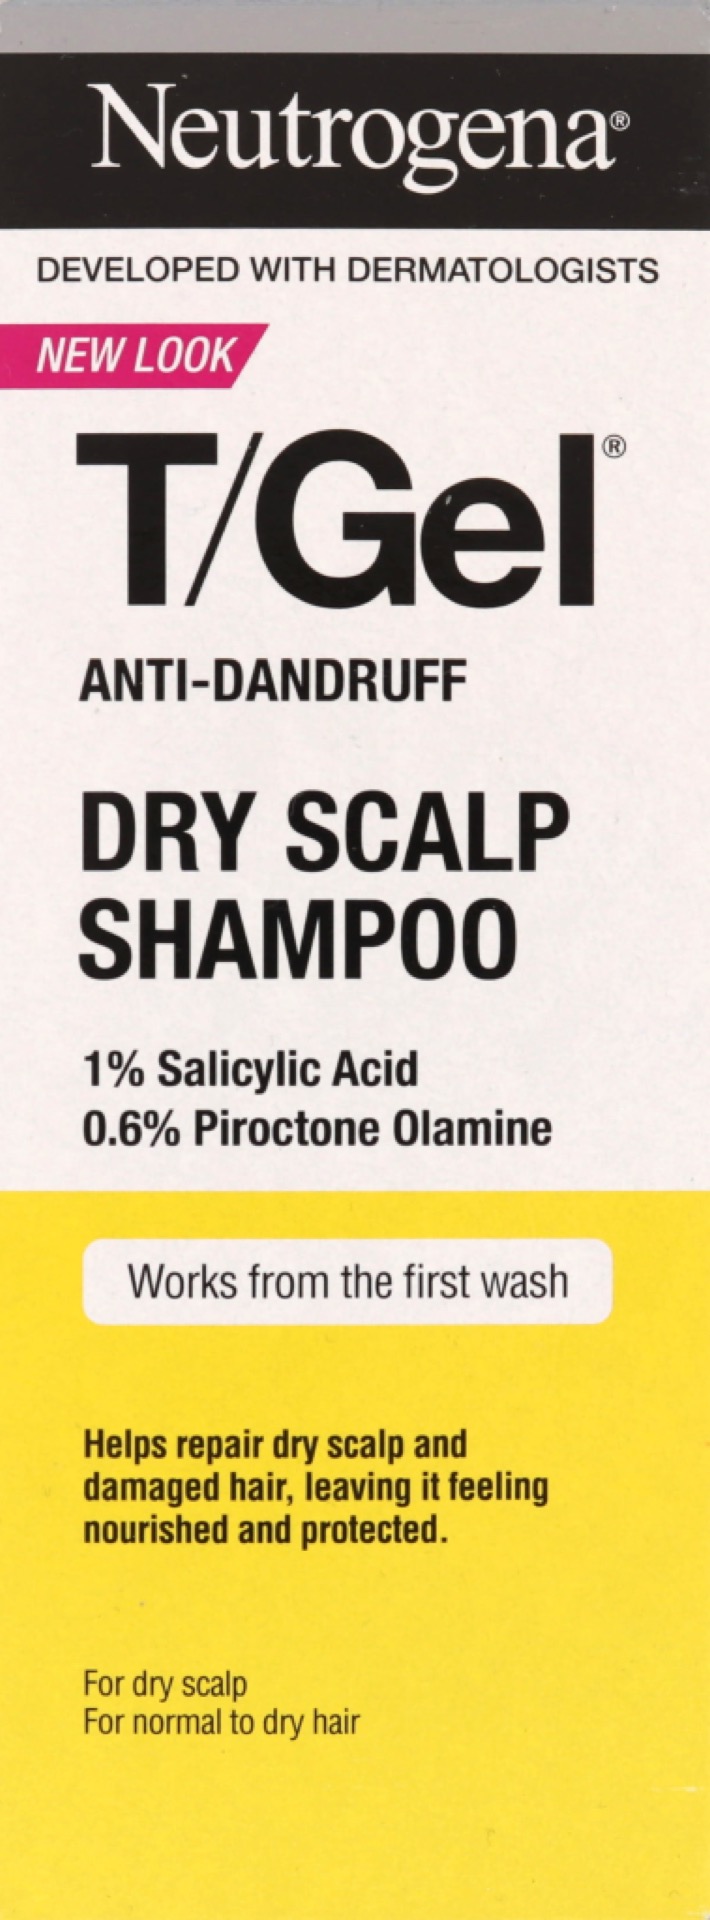 Neutrogena®
DEVELOPED WITH DERMATOLOGISTS
NEW LOOK
T/Gel®
ANTI-DANDRUFF
DRY SCALP
SHAMPOO
1% Salicylic Acid
0.6% Piroctone Olamine
Works from the first wash
Helps repair dry scalp and
damaged hair, leaving it feeling
nourished and protected.
For dry scalp
For normal to dry hair